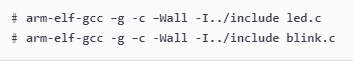 # arm-elf-gcc –g -c –Wall -I../include led.c
# arm-elf-gcc -g –c -Wall -I../include blink.c